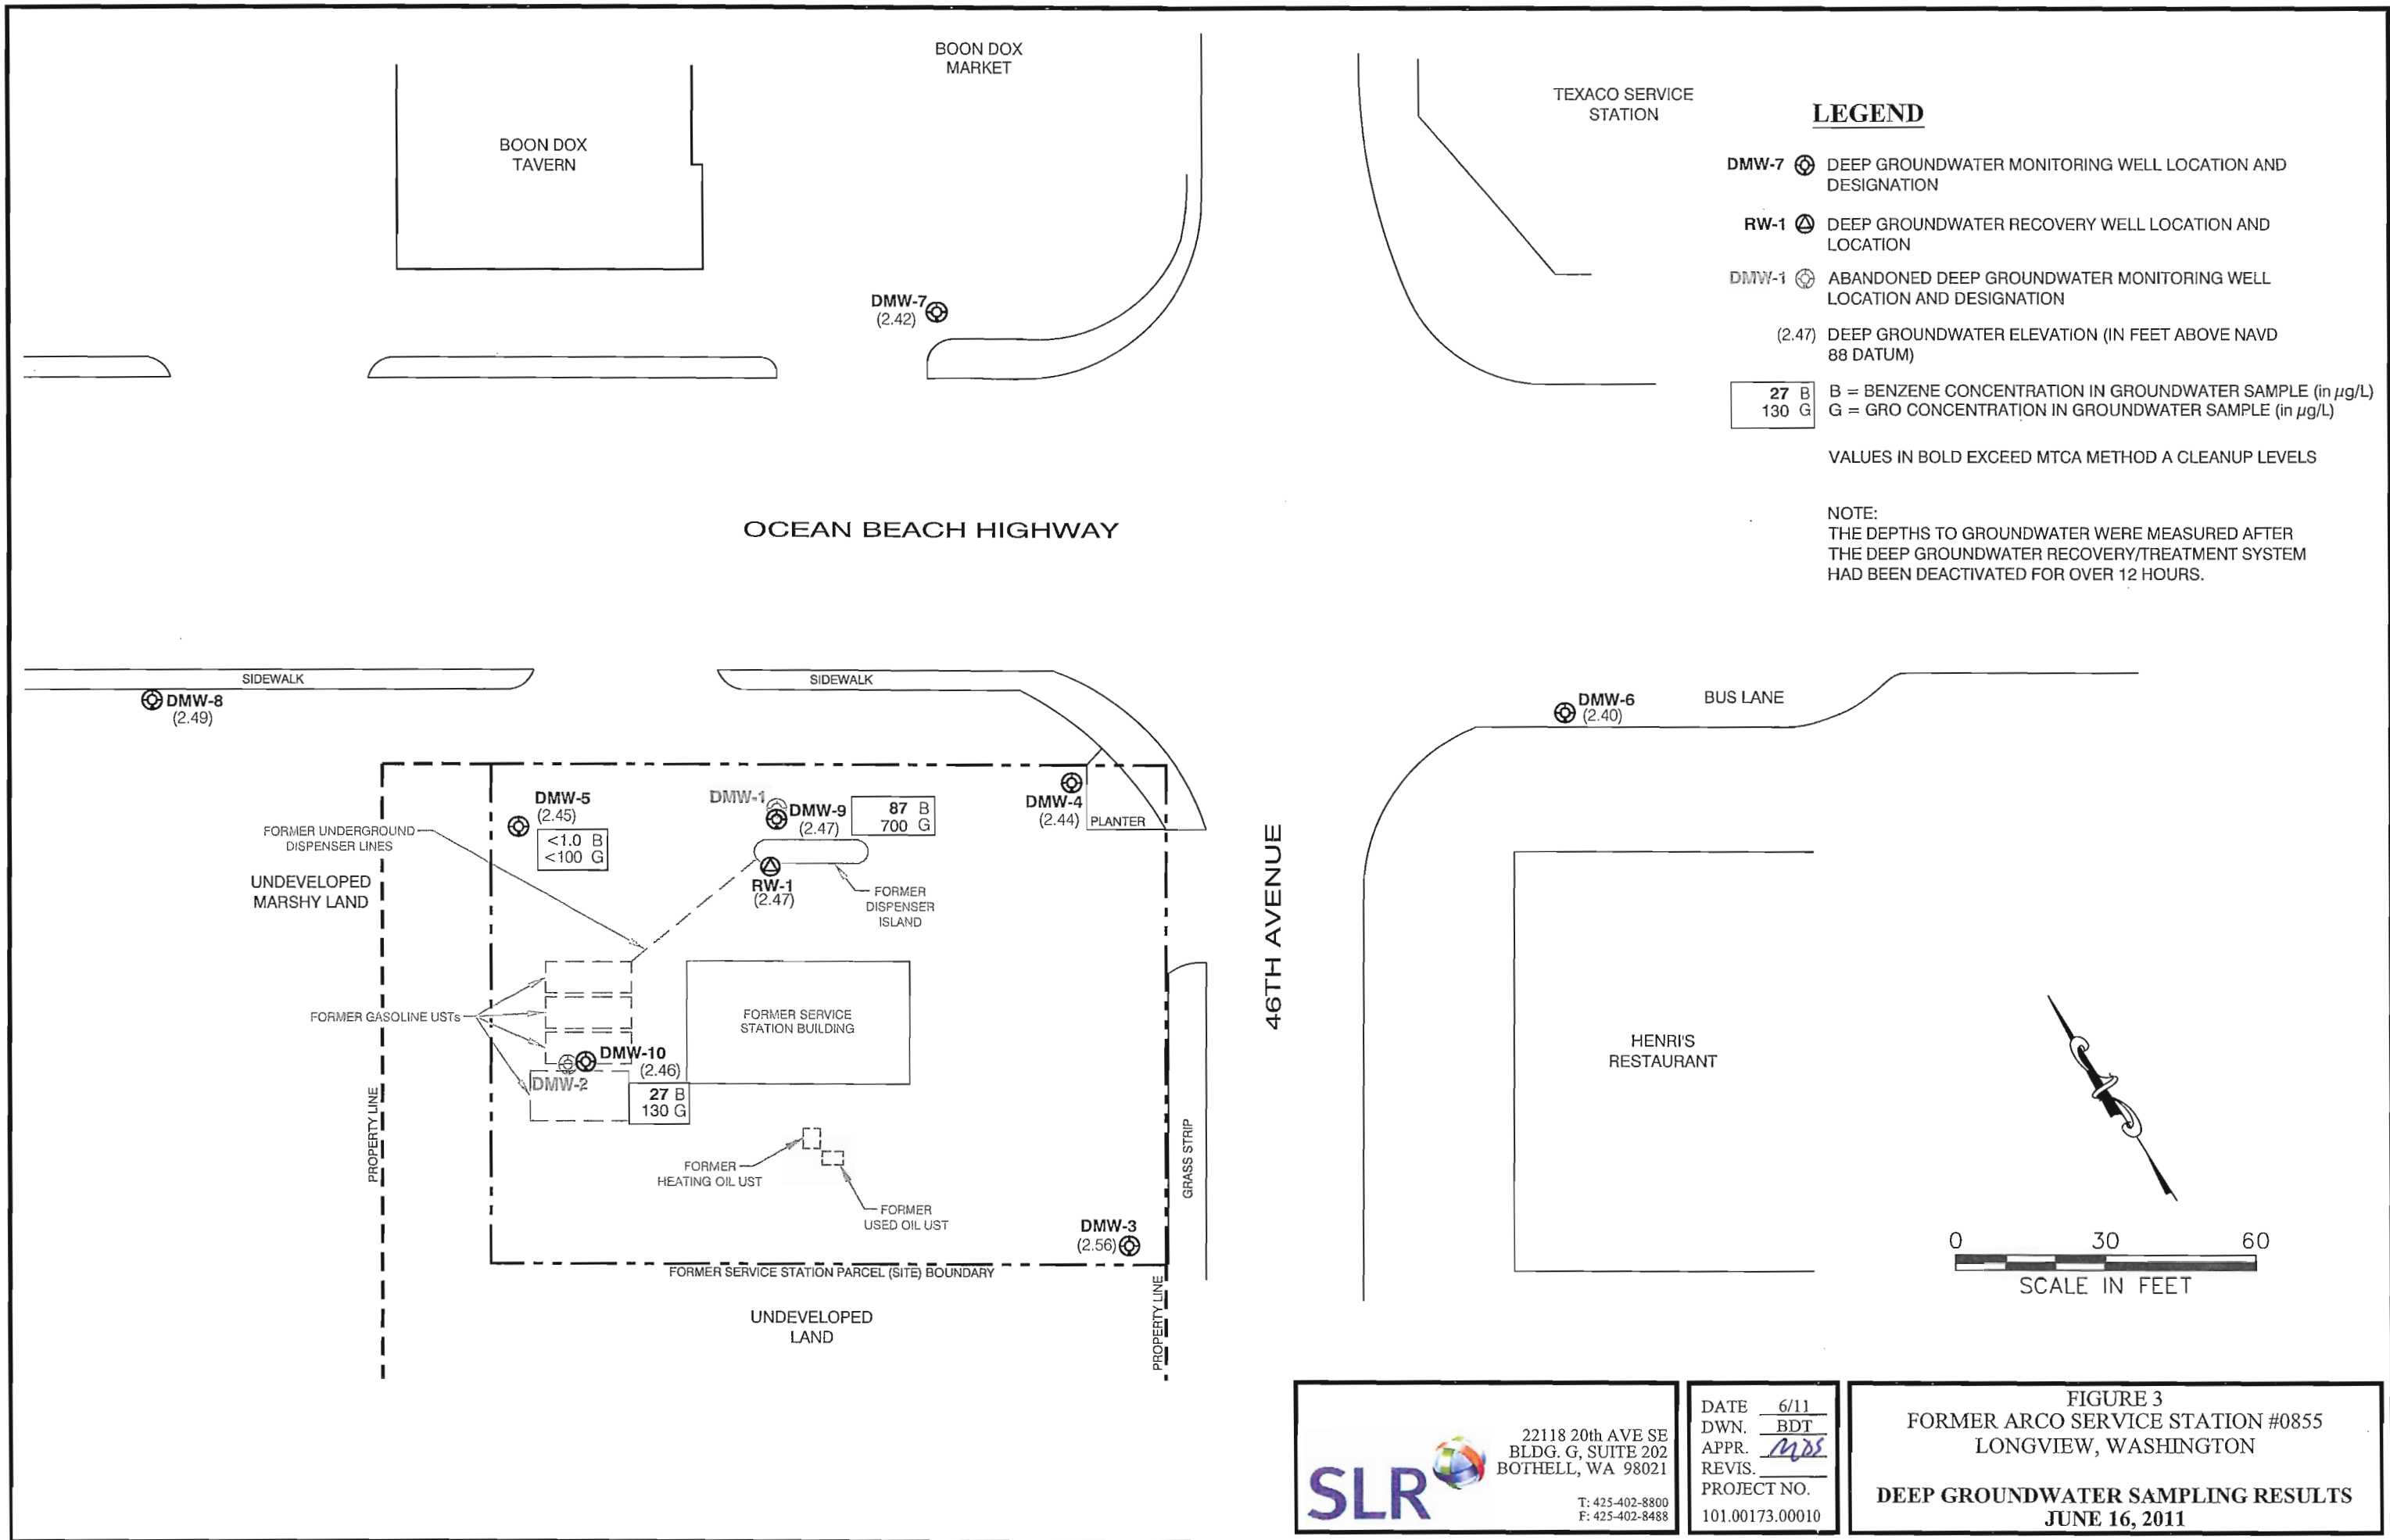 BOON DOX
MARKET
BOON DOX
TAVERN
TEXACO SERVICE
STATION
LEGEND
DMW-7 DEEP GROUNDWATER MONITORING WELL LOCATION AND
DESIGNATION
RW-1 DEEP GROUNDWATER RECOVERY WELL LOCATION AND
LOCATION
DMW-1 ABANDONED DEEP GROUNDWATER MONITORING WELL
LOCATION AND DESIGNATION
(2.47) DEEP GROUNDWATER ELEVATION (IN FEET ABOVE NAVD
88 DATUM)
27 B B = BENZENE CONCENTRATION IN GROUNDWATER SAMPLE (in µg/L)
130 G G = GRO CONCENTRATION IN GROUNDWATER SAMPLE (in µg/L)
VALUES IN BOLD EXCEED MTCA METHOD A CLEANUP LEVELS
NOTE:
THE DEPTHS TO GROUNDWATER WERE MEASURED AFTER
THE DEEP GROUNDWATER RECOVERY/TREATMENT SYSTEM
HAD BEEN DEACTIVATED FOR OVER 12 HOURS.
DMW-7
(2.42)
OCEAN BEACH HIGHWAY
SIDEWALK
SIDEWALK
DMW-8
(2.49)
DMW-6
(2.40)
BUS LANE
DMW-5
(2.45)
<1.0 B
<100 G
DMW-1
DMW-9
(2.47)
87 B
700 G
DMW-4
(2.44)
PLANTER
FORMER UNDERGROUND
DISPENSER LINES
UNDEVELOPED
MARSHY LAND
RW-1
(2.47)
FORMER
DISPENSER
ISLAND
46TH AVENUE
FORMER GASOLINE USTs
FORMER SERVICE
STATION BUILDING
DMW-10
(2.46)
DMW-2
27 B
130 G
HENRI'S
RESTAURANT
PROPERTY LINE
GRASS STRIP
FORMER
HEATING OIL UST
FORMER
USED OIL UST
DMW-3
(2.56)
FORMER SERVICE STATION PARCEL (SITE) BOUNDARY
PROPERTY LINE
UNDEVELOPED
LAND
0 30 60
SCALE IN FEET
SLR
22118 20th AVE SE
BLDG. G, SUITE 202
BOTHELL, WA 98021
T: 425-402-8800
F: 425-402-8488
DATE 6/11
DWN. BDT
APPR. MDS
REVIS.
PROJECT NO.
101.00173.00010
FIGURE 3
FORMER ARCO SERVICE STATION #0855
LONGVIEW, WASHINGTON
DEEP GROUNDWATER SAMPLING RESULTS
JUNE 16, 2011